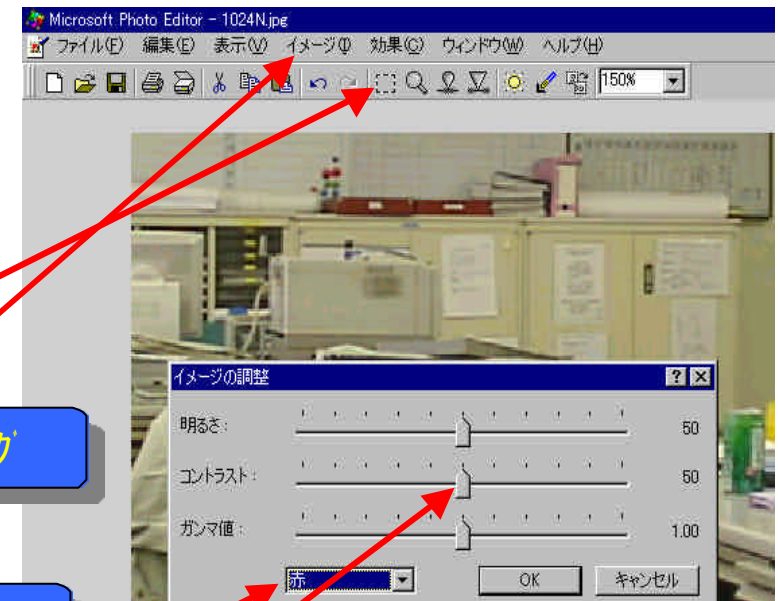 Microsoft Photo Editor - 1024N.jpg
ファイル(F) 編集(E) 表示(V) イメージ(I) 効果(C) ウィンドウ(W) ヘルプ(H)
150%
イメージの調整
明るさ: 50
コントラスト: 50
ガンマ値: 1.00
赤 OK キャンセル